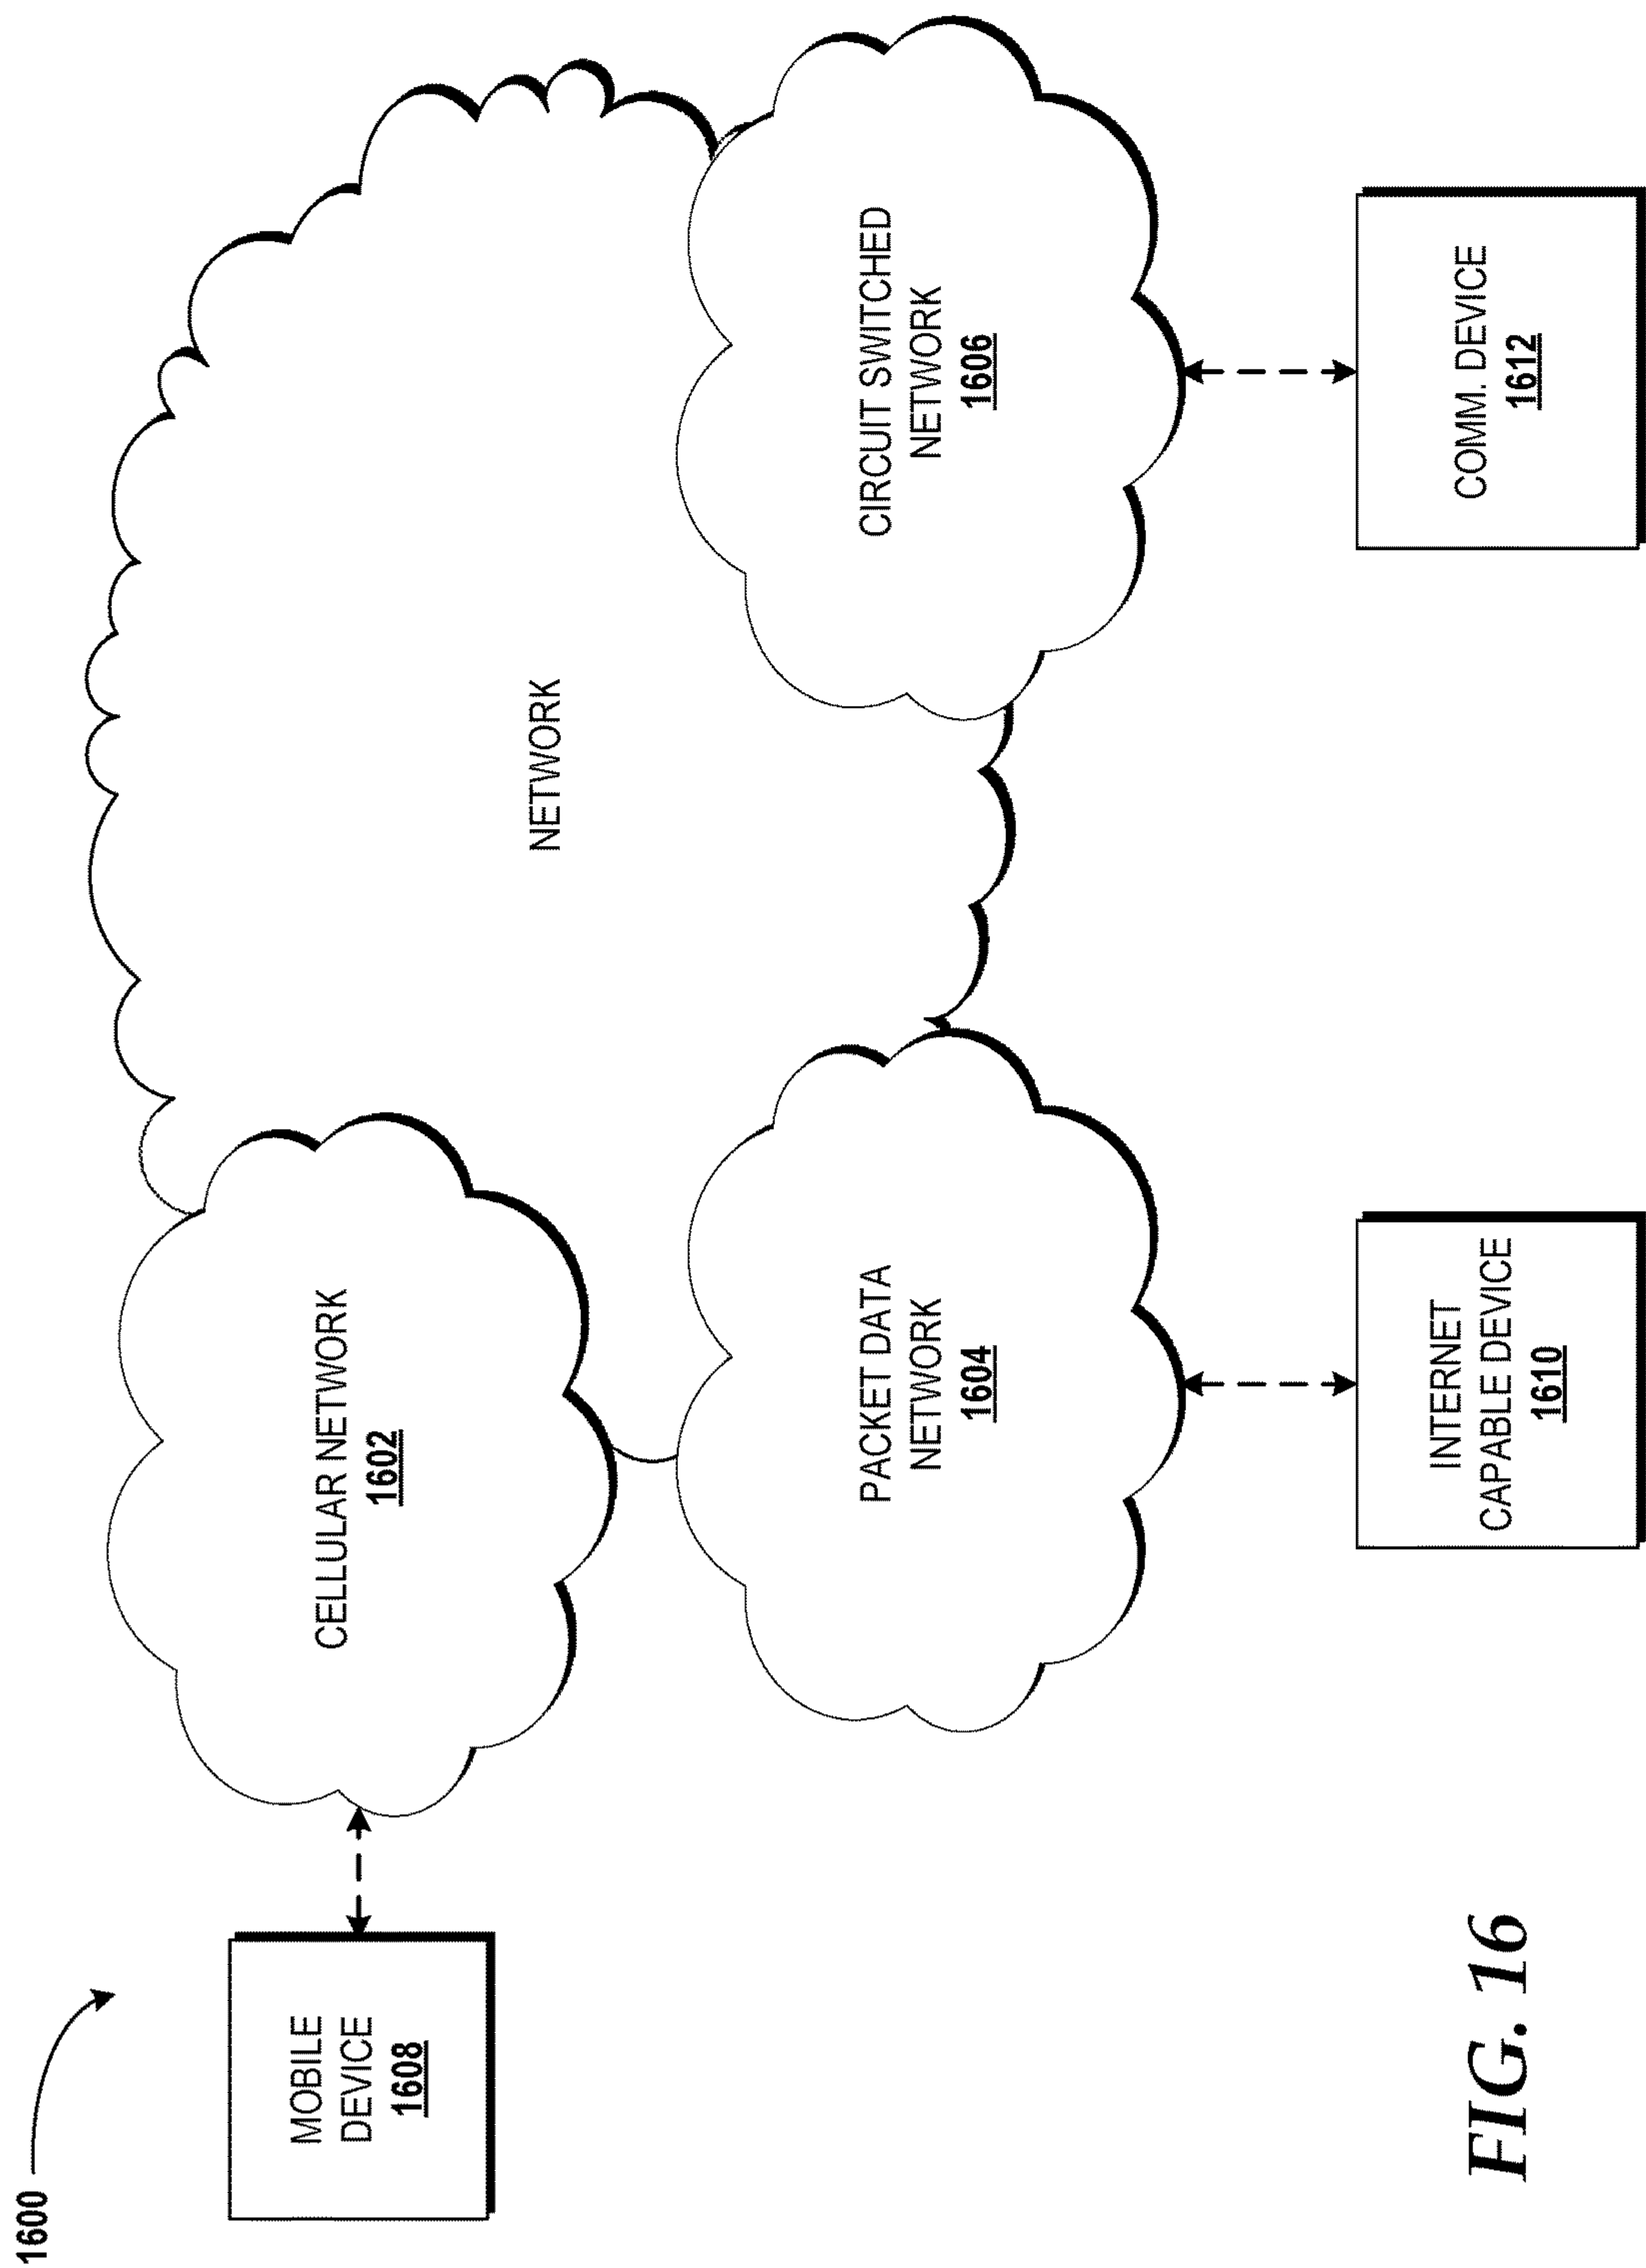 1600
MOBILE
DEVICE
1608
CELLULAR NETWORK
1602
NETWORK
PACKET DATA
NETWORK
1604
CIRCUIT SWITCHED
NETWORK
1606
INTERNET
CAPABLE DEVICE
1610
COMM. DEVICE
1612
FIG. 16